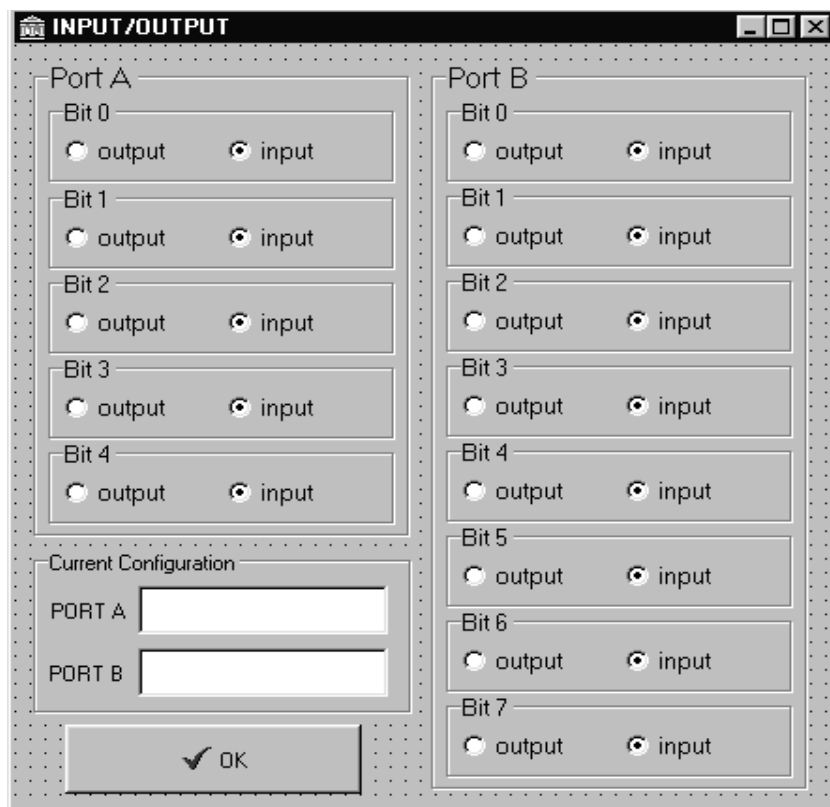 INPUT/OUTPUT
Port A
Bit 0
output input
Bit 1
output input
Bit 2
output input
Bit 3
output input
Bit 4
output input
Current Configuration
PORT A
PORT B
OK
Port B
Bit 0
output input
Bit 1
output input
Bit 2
output input
Bit 3
output input
Bit 4
output input
Bit 5
output input
Bit 6
output input
Bit 7
output input